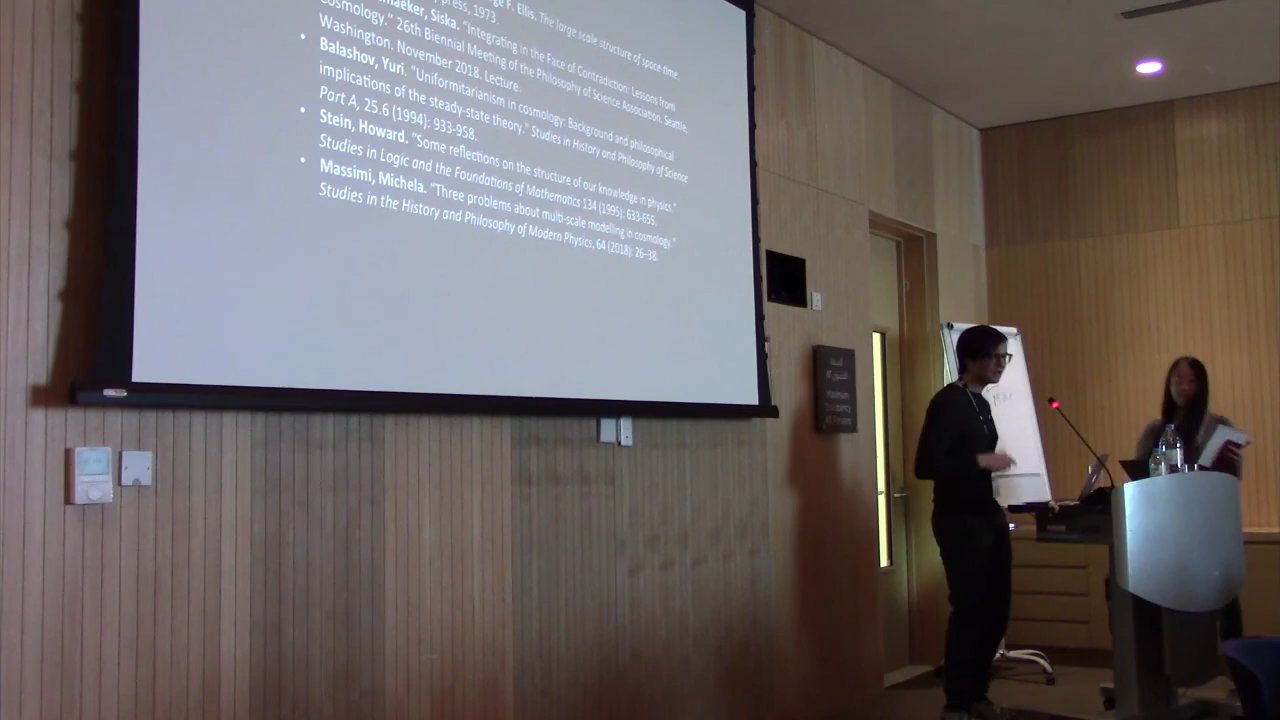 ge F. Ellis. The large scale structure of space-time.
press, 1973.
aeker, Siska. "Integrating in the Face of Contradiction: Lessons from
cosmology." 26th Biennial Meeting of the Philosophy of Science Association, Seattle,
Washington. November 2018. Lecture.
• Balashov, Yuri. "Uniformitarianism in cosmology: Background and philosophical
implications of the steady-state theory." Studies in History and Philosophy of Science
Part A, 25.6 (1994): 933-958.
• Stein, Howard. "Some reflections on the structure of our knowledge in physics."
Studies in Logic and the Foundations of Mathematics 134 (1995): 633-655.
• Massimi, Michela. "Three problems about multi-scale modelling in cosmology."
Studies in the History and Philosophy of Modern Physics, 64 (2018): 26–38.
Maximum
Occupancy